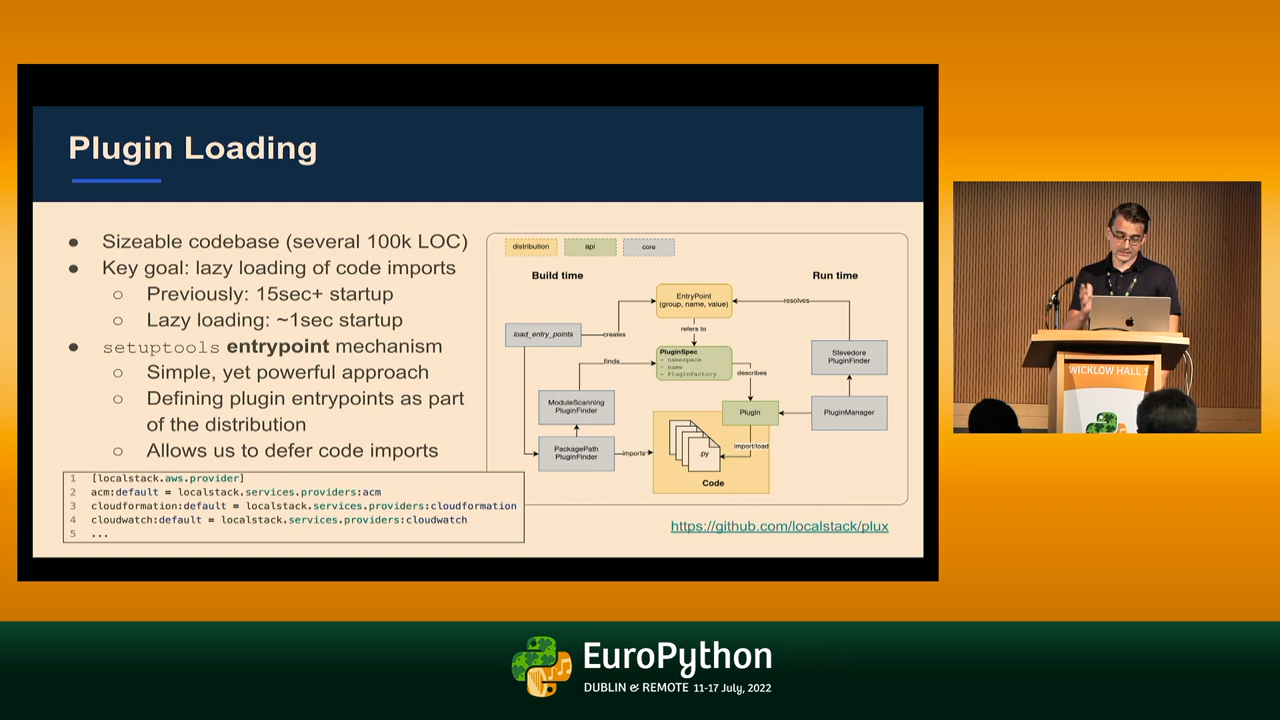 Plugin Loading
● Sizeable codebase (several 100k LOC)
● Key goal: lazy loading of code imports
○ Previously: 15sec+ startup
○ Lazy loading: ~1sec startup
● setuptools entrypoint mechanism
○ Simple, yet powerful approach
○ Defining plugin entrypoints as part
of the distribution
○ Allows us to defer code imports
1 [localstack.aws.provider]
2 acm:default = localstack.services.providers:acm
3 cloudformation:default = localstack.services.providers:cloudformation
4 cloudwatch:default = localstack.services.providers:cloudwatch
5 ...
distribution
api
core
Build time
Run time
EntryPoint
(group, name, value)
resolves
load_entry_points
creates
refers to
PluginSpec
- namespace
- name
- PluginFactory
finds
describes
Stevedore
PluginFinder
ModuleScanning
PluginFinder
Plugin
PluginManager
PackagePath
PluginFinder
imports
.py
import/load
Code
https://github.com/localstack/plux
WICKLOW HALL 1
EuroPython
DUBLIN & REMOTE 11-17 July, 2022